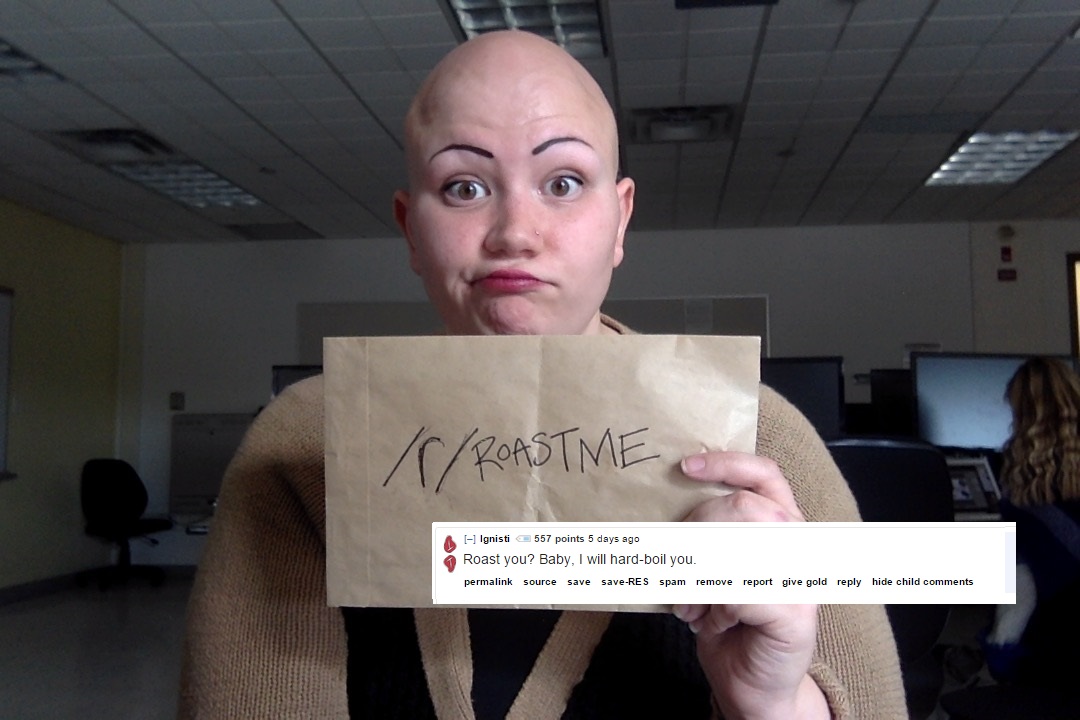 /r/ROASTME
[–] Ignisti 557 points 5 days ago
Roast you? Baby, I will hard-boil you.
permalink source save save-RES spam remove report give gold reply hide child comments